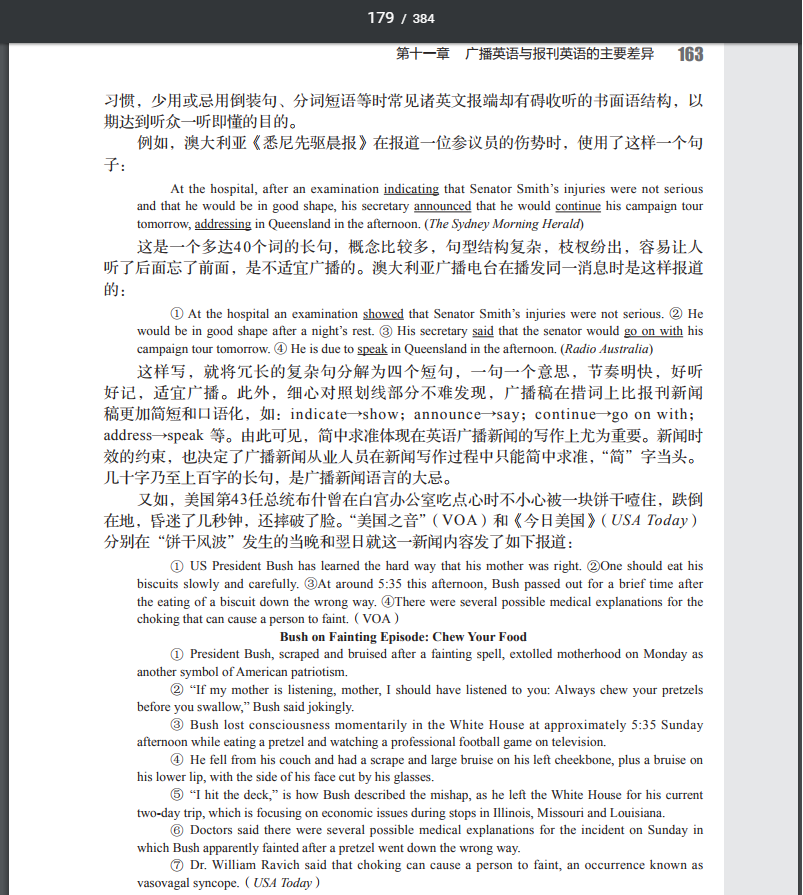 179 / 384
第十一章 广播英语与报刊英语的主要差异 163
习惯，少用或忌用倒装句、分词短语等时常见诸英文报端却有碍收听的书面语结构，以
期达到听众一听即懂的目的。
例如，澳大利亚《悉尼先驱晨报》在报道一位参议员的伤势时，使用了这样一个句
子：
At the hospital, after an examination indicating that Senator Smith's injuries were not serious
and that he would be in good shape, his secretary announced that he would continue his campaign tour
tomorrow, addressing in Queensland in the afternoon. (The Sydney Morning Herald)
这是一个多达40个词的长句，概念比较多，句型结构复杂，枝杈纷出，容易让人
听了后面忘了前面，是不适宜广播的。澳大利亚广播电台在播发同一消息时是这样报道
的：
① At the hospital an examination showed that Senator Smith's injuries were not serious. ② He
would be in good shape after a night's rest. ③ His secretary said that the senator would go on with his
campaign tour tomorrow. ④ He is due to speak in Queensland in the afternoon. (Radio Australia)
这样写，就将冗长的复杂句分解为四个短句，一句一个意思，节奏明快，好听
好记，适宜广播。此外，细心对照划线部分不难发现，广播稿在措词上比报刊新闻
稿更加简短和口语化，如：indicate→show；announce→say；continue→go on with；
address→speak 等。由此可见，简中求准体现在英语广播新闻的写作上尤为重要。新闻时
效的约束，也决定了广播新闻从业人员在新闻写作过程中只能简中求准，“简”字当头。
几十字乃至上百字的长句，是广播新闻语言的大忌。
又如，美国第43任总统布什曾在白宫办公室吃点心时不小心被一块饼干噎住，跌倒
在地，昏迷了几秒钟，还摔破了脸。“美国之音”（VOA）和《今日美国》（USA Today）
分别在“饼干风波”发生的当晚和翌日就这一新闻内容发了如下报道：
① US President Bush has learned the hard way that his mother was right. ②One should eat his
biscuits slowly and carefully. ③At around 5:35 this afternoon, Bush passed out for a brief time after
the eating of a biscuit down the wrong way. ④There were several possible medical explanations for the
choking that can cause a person to faint.（VOA）
Bush on Fainting Episode: Chew Your Food
① President Bush, scraped and bruised after a fainting spell, extolled motherhood on Monday as
another symbol of American patriotism.
② “If my mother is listening, mother, I should have listened to you: Always chew your pretzels
before you swallow,” Bush said jokingly.
③ Bush lost consciousness momentarily in the White House at approximately 5:35 Sunday
afternoon while eating a pretzel and watching a professional football game on television.
④ He fell from his couch and had a scrape and large bruise on his left cheekbone, plus a bruise on
his lower lip, with the side of his face cut by his glasses.
⑤ “I hit the deck,” is how Bush described the mishap, as he left the White House for his current
two-day trip, which is focusing on economic issues during stops in Illinois, Missouri and Louisiana.
⑥ Doctors said there were several possible medical explanations for the incident on Sunday in
which Bush apparently fainted after a pretzel went down the wrong way.
⑦ Dr. William Ravich said that choking can cause a person to faint, an occurrence known as
vasovagal syncope.（USA Today）